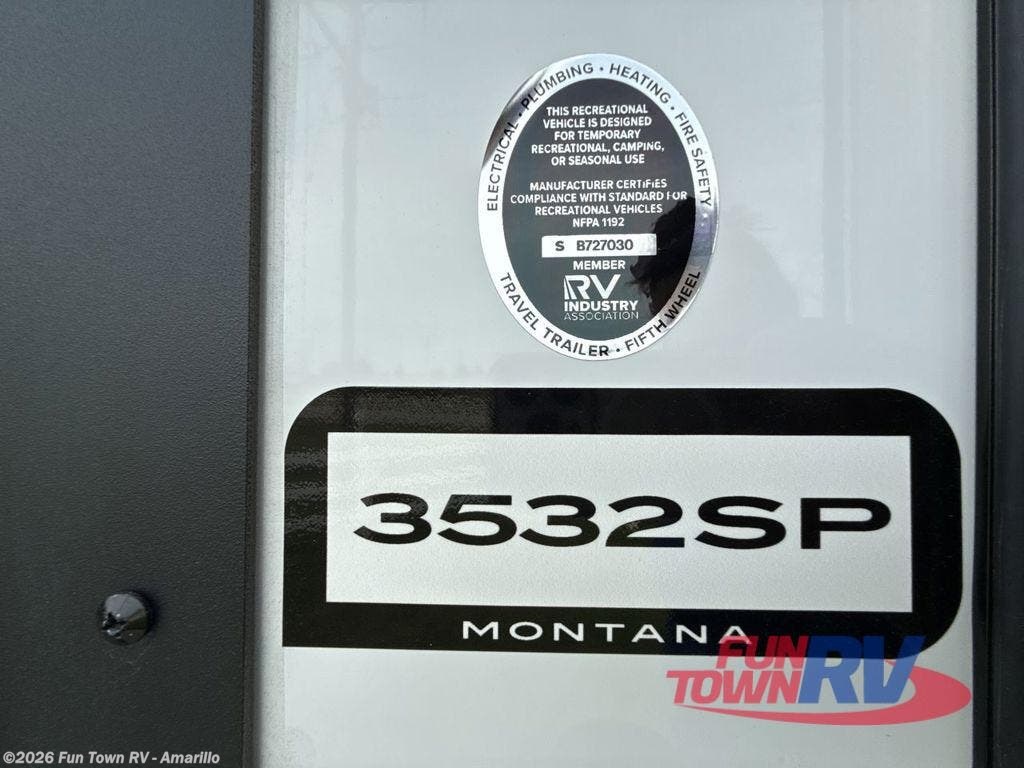 ELECTRICAL • PLUMBING • HEATING • FIRE SAFETY
THIS RECREATIONAL
VEHICLE IS DESIGNED
FOR TEMPORARY
RECREATIONAL, CAMPING,
OR SEASONAL USE
MANUFACTURER CERTIFIES
COMPLIANCE WITH STANDARD FOR
RECREATIONAL VEHICLES
NFPA 1192
S B727030
MEMBER
RV
INDUSTRY
ASSOCIATION
TRAVEL TRAILER • FIFTH WHEEL
3532SP
MONTANA
FUN
TOWN RV
©2026 Fun Town RV - Amarillo